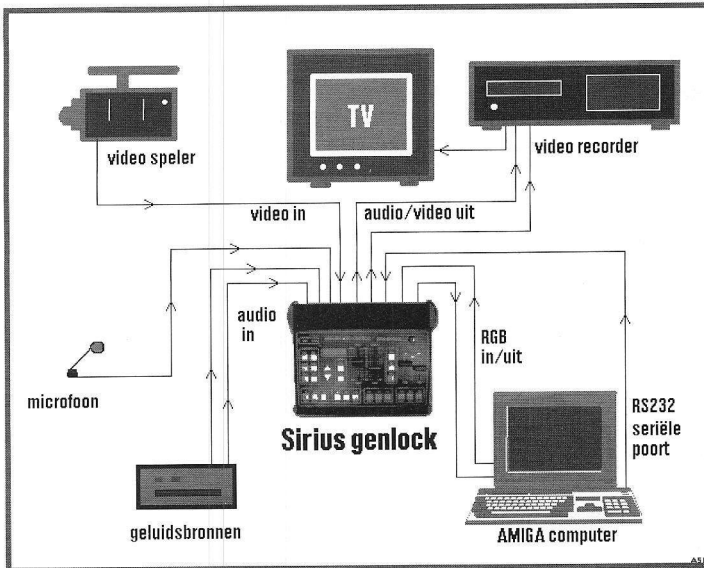 TV
video speler
video recorder
video in
audio/video uit
audio
in
RGB
in/uit
microfoon
Sirius genlock
RS232
seriële
poort
geluidsbronnen
AMIGA computer